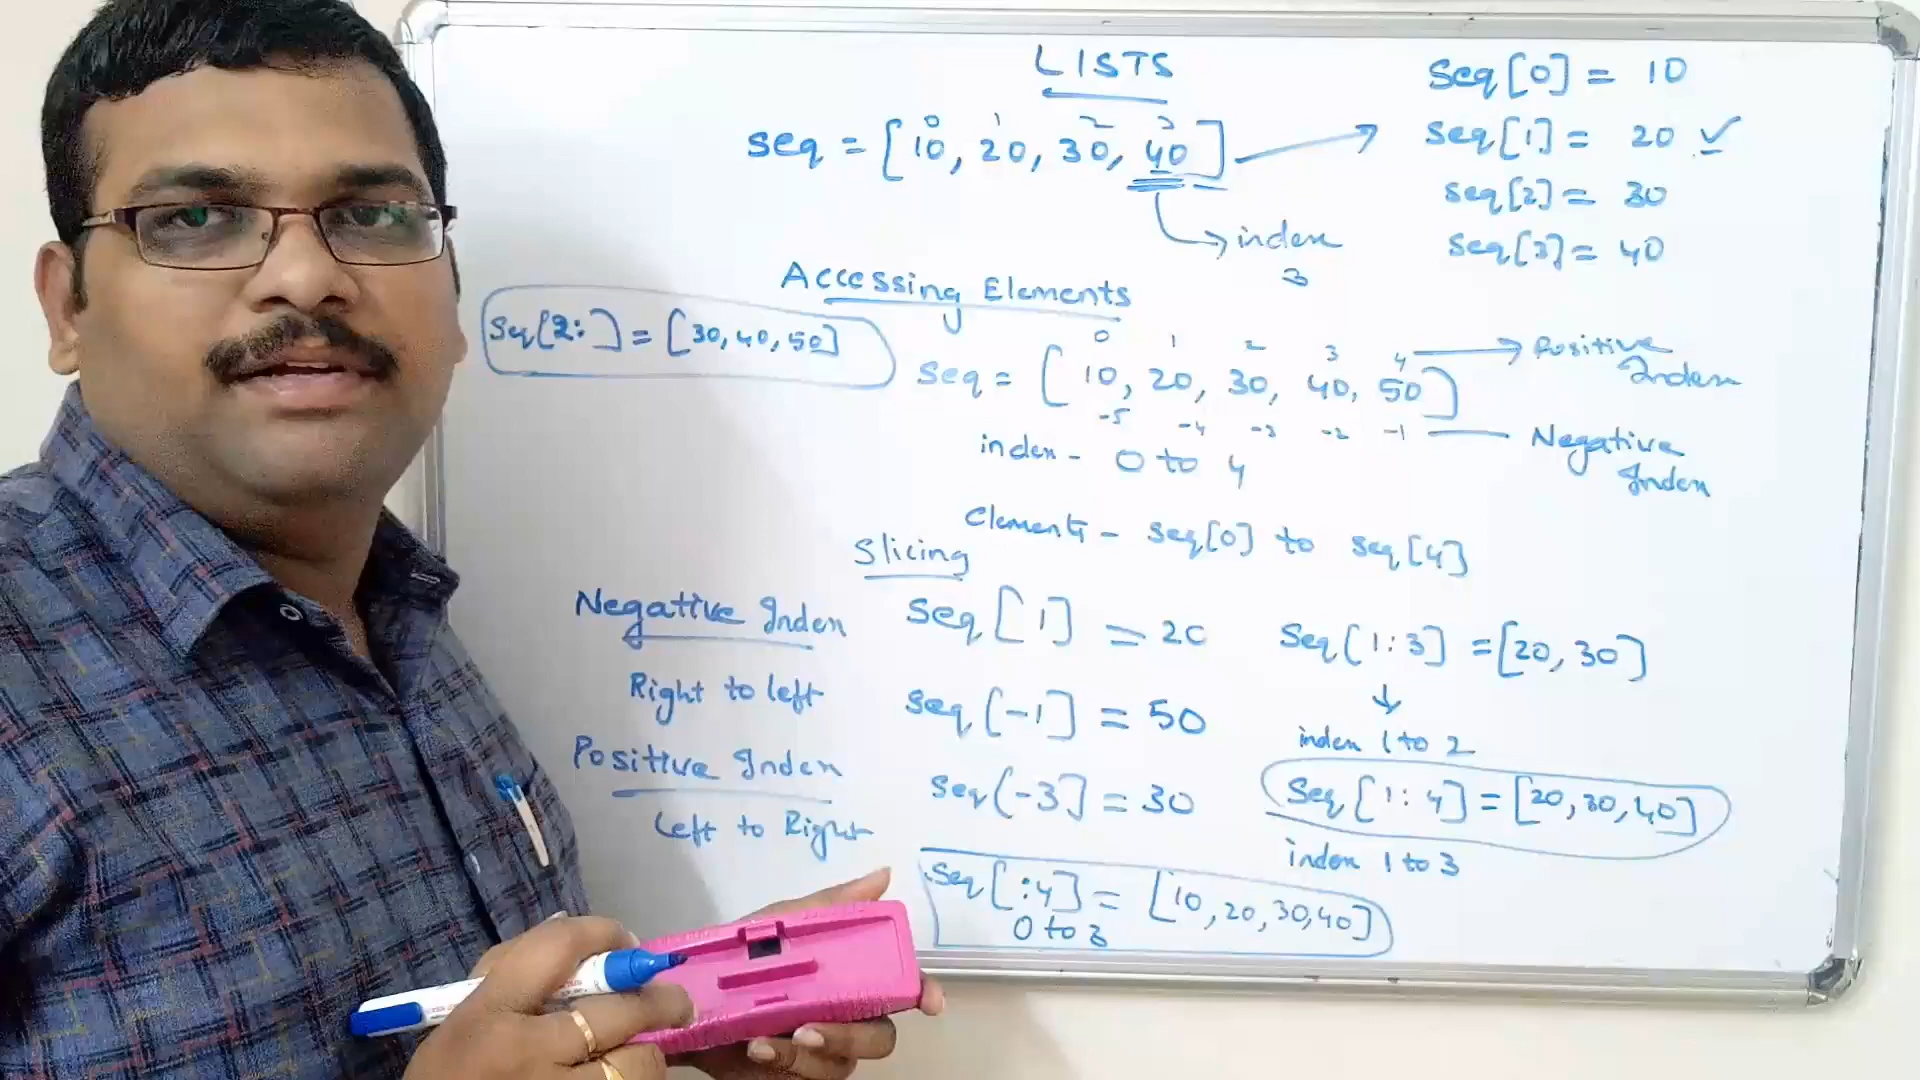 LISTS
seq = [10, 20, 30, 40]
0 1 2 3
index
3
seq[0] = 10
seq[1] = 20 ✓
seq[2] = 30
seq[3] = 40
Accessing Elements
seq[2:] = [30, 40, 50]
0 1 2 3 4
seq = [10, 20, 30, 40, 50]
-5 -4 -3 -2 -1
Positive
Index
Negative
Index
index - 0 to 4
Elements - seq[0] to seq[4]
Slicing
Negative Index
Right to left
Positive Index
Left to Right
seq[1] = 20
seq[-1] = 50
seq[-3] = 30
seq[:4] = [10, 20, 30, 40]
0 to 3
seq[1:3] = [20, 30]
index 1 to 2
seq[1:4] = [20, 30, 40]
index 1 to 3